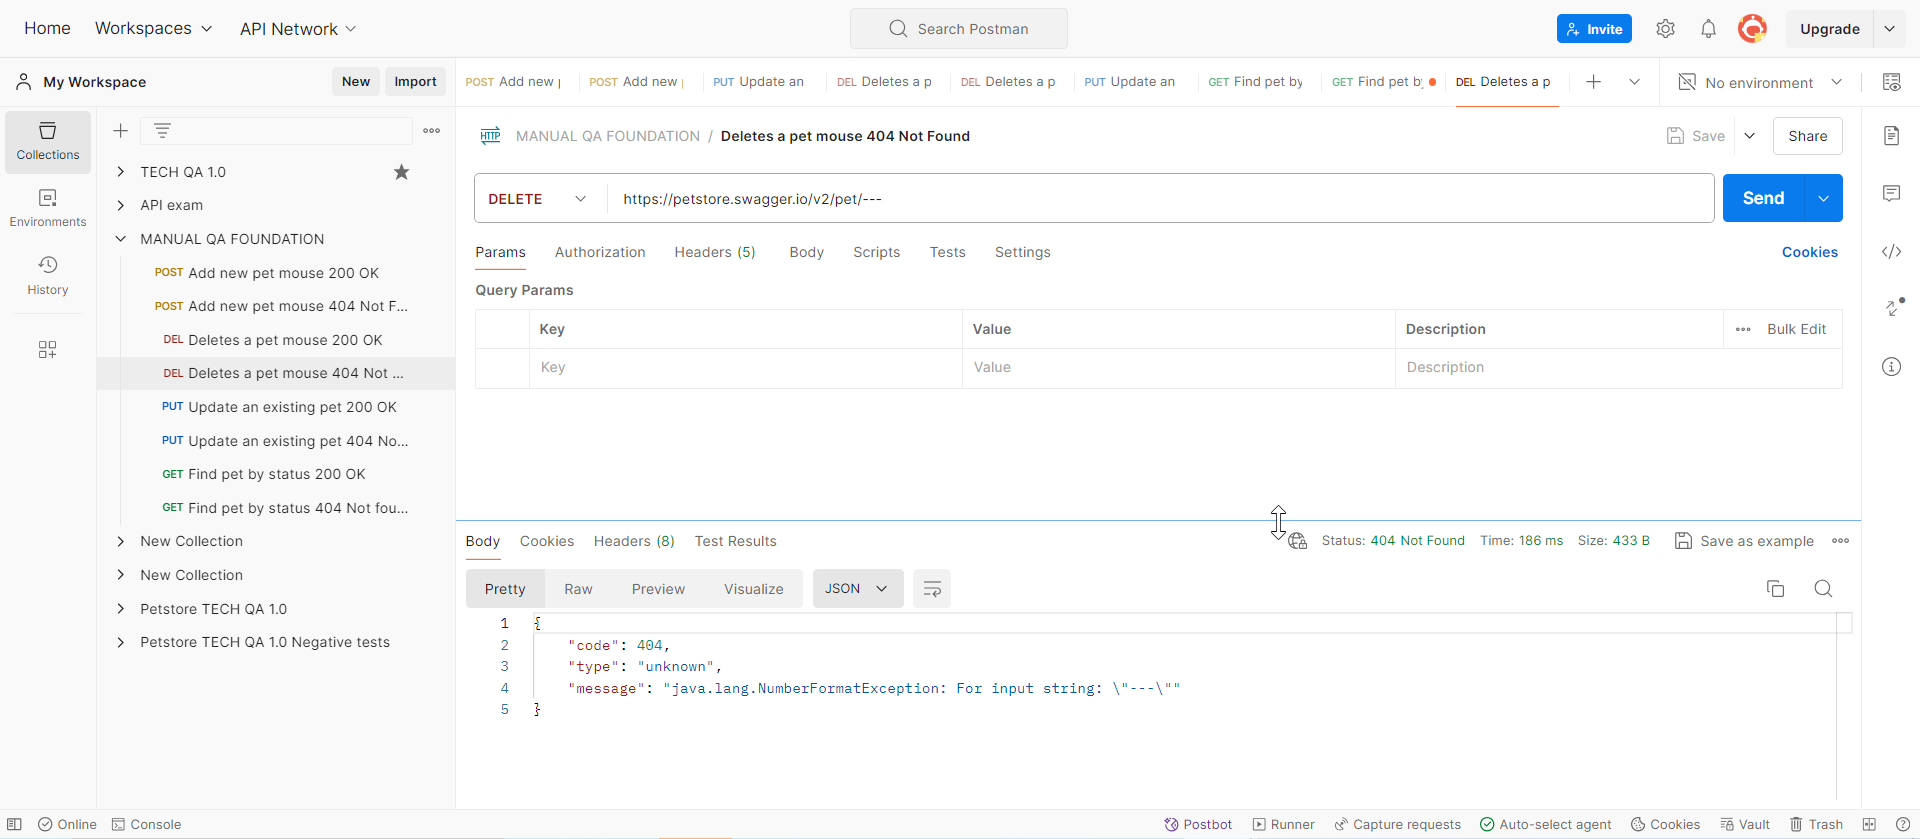 Home Workspaces API Network Search Postman Invite Upgrade
My Workspace New Import POST Add new POST Add new PUT Update an DEL Deletes a p DEL Deletes a p PUT Update an GET Find pet by GET Find pet by DEL Deletes a p No environment
Collections
Environments
History
TECH QA 1.0
API exam
MANUAL QA FOUNDATION
POST Add new pet mouse 200 OK
POST Add new pet mouse 404 Not F...
DEL Deletes a pet mouse 200 OK
DEL Deletes a pet mouse 404 Not ...
PUT Update an existing pet 200 OK
PUT Update an existing pet 404 No...
GET Find pet by status 200 OK
GET Find pet by status 404 Not fou...
New Collection
New Collection
Petstore TECH QA 1.0
Petstore TECH QA 1.0 Negative tests
HTTP MANUAL QA FOUNDATION / Deletes a pet mouse 404 Not Found Save Share
DELETE https://petstore.swagger.io/v2/pet/--- Send
Params Authorization Headers (5) Body Scripts Tests Settings Cookies
Query Params
Key Value Description Bulk Edit
Key Value Description
Body Cookies Headers (8) Test Results Status: 404 Not Found Time: 186 ms Size: 433 B Save as example
Pretty Raw Preview Visualize JSON
1 {
2 "code": 404,
3 "type": "unknown",
4 "message": "java.lang.NumberFormatException: For input string: \"---\""
5 }
Online Console Postbot Runner Capture requests Auto-select agent Cookies Vault Trash